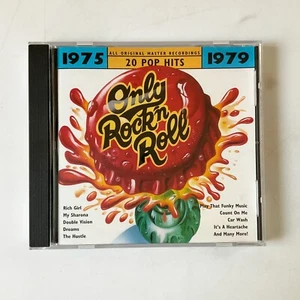 1975
ALL ORIGINAL MASTER RECORDINGS
20 POP HITS
1979
Only
Rock'n
Roll
Rich Girl
My Sharona
Double Vision
Dreams
The Hustle
Play That Funky Music
Count On Me
Car Wash
It's A Heartache
And Many More!